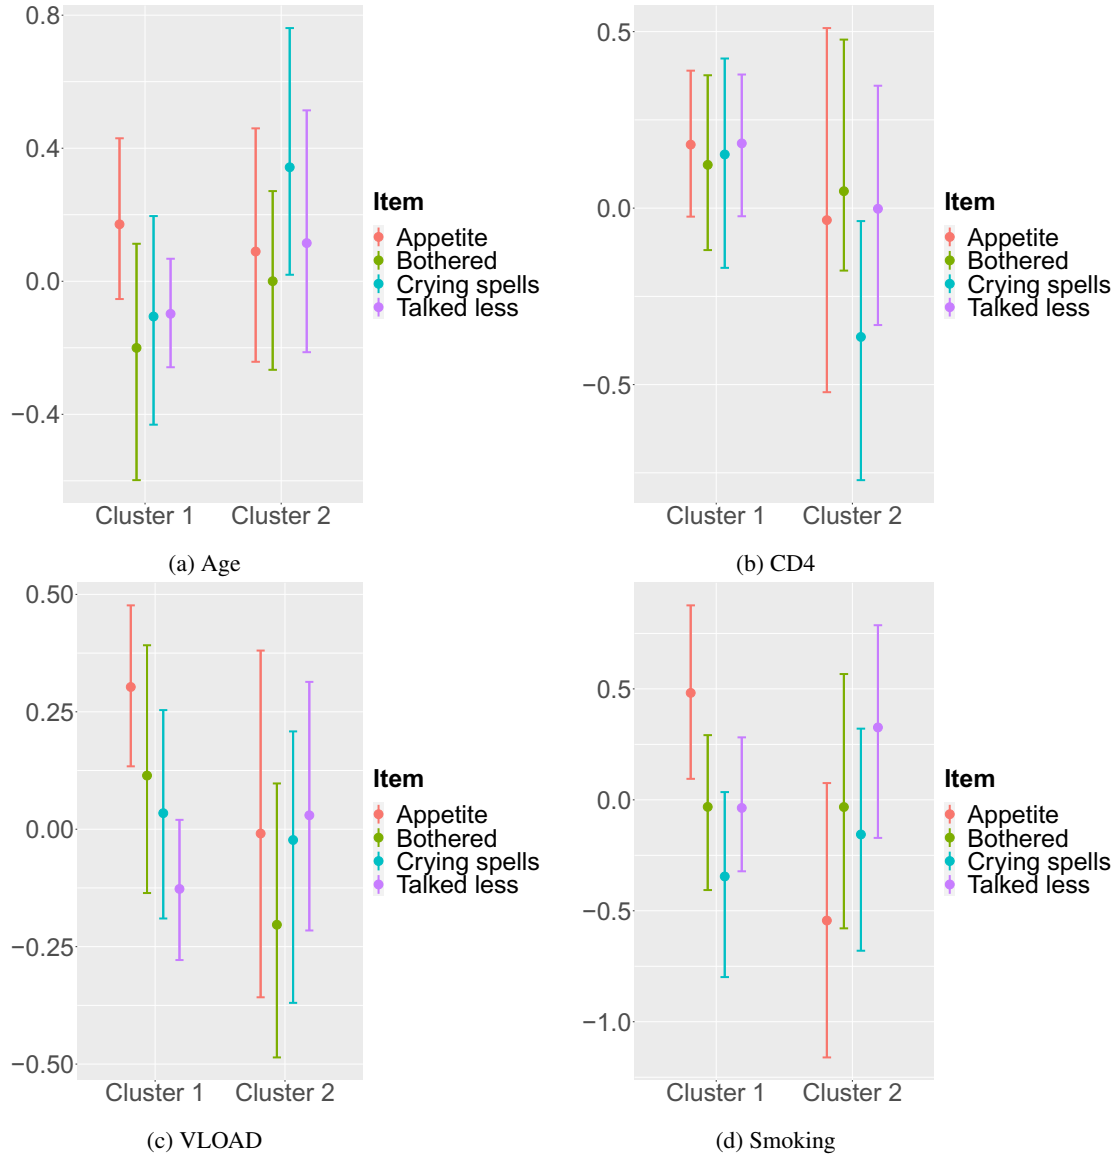 0.8
0.4
0.0
−0.4
Cluster 1 Cluster 2
Item
Appetite
Bothered
Crying spells
Talked less
(a) Age
0.5
0.0
−0.5
Cluster 1 Cluster 2
Item
Appetite
Bothered
Crying spells
Talked less
(b) CD4
0.50
0.25
0.00
−0.25
−0.50
Cluster 1 Cluster 2
Item
Appetite
Bothered
Crying spells
Talked less
(c) VLOAD
0.5
0.0
−0.5
−1.0
Cluster 1 Cluster 2
Item
Appetite
Bothered
Crying spells
Talked less
(d) Smoking